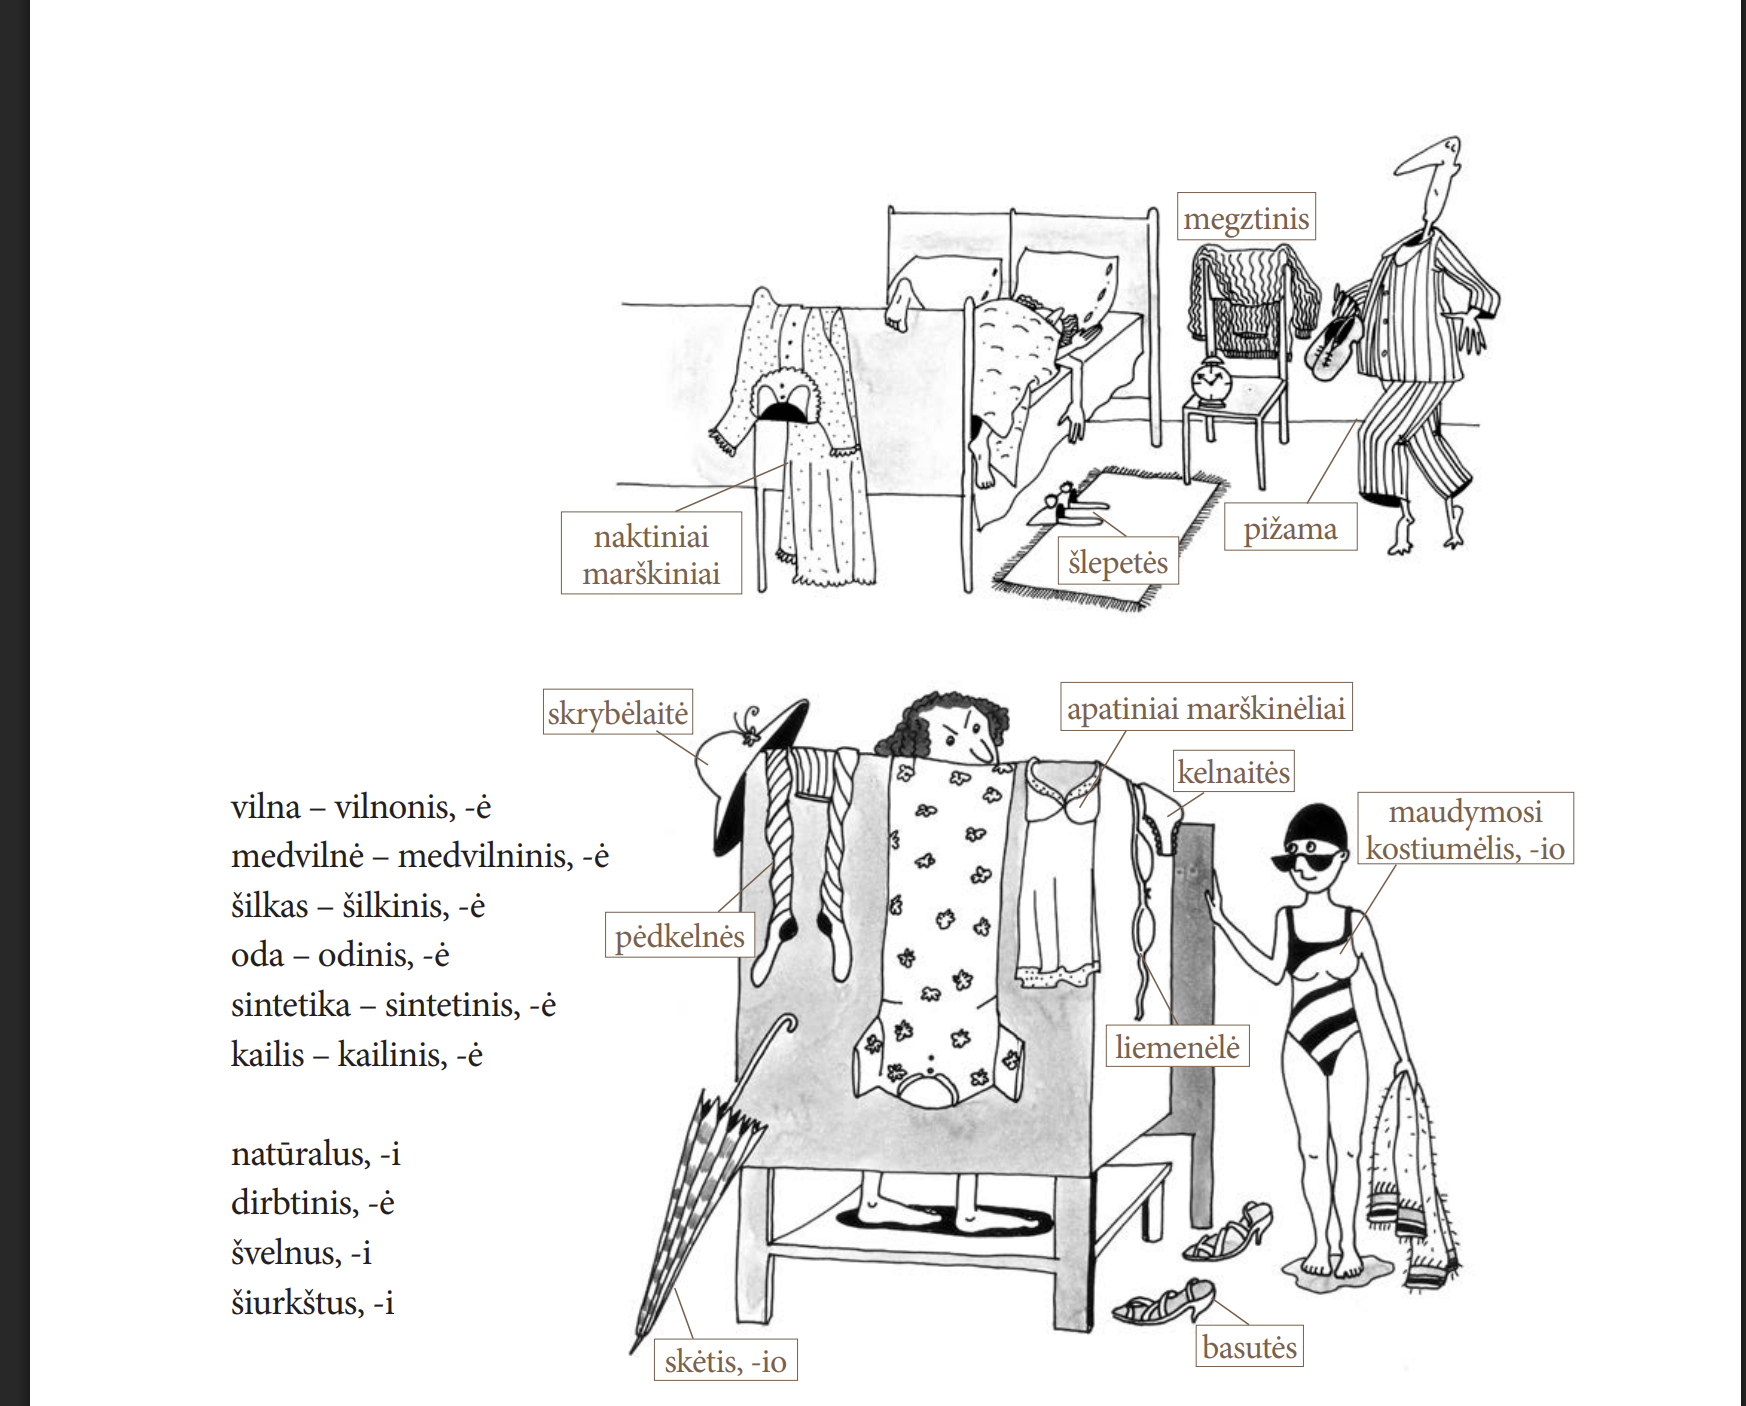 megztinis
naktiniai
marškiniai
šlepetės
pižama
skrybėlaitė
apatiniai marškinėliai
kelnaitės
maudymosi
kostiumėlis, -io
pėdkelnės
liemenėlė
basutės
skėtis, -io
vilna – vilnonis, -ė
medvilnė – medvilninis, -ė
šilkas – šilkinis, -ė
oda – odinis, -ė
sintetika – sintetinis, -ė
kailis – kailinis, -ė
natūralus, -i
dirbtinis, -ė
švelnus, -i
šiurkštus, -i